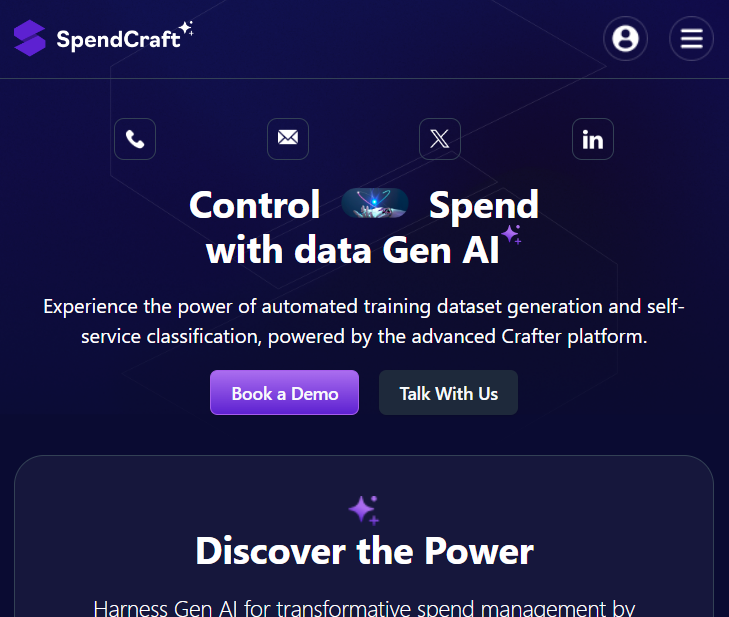 SpendCraft
Control Spend
with data Gen AI
Experience the power of automated training dataset generation and self-
service classification, powered by the advanced Crafter platform.
Book a Demo
Talk With Us
Discover the Power
Harness Gen AI for transformative spend management by